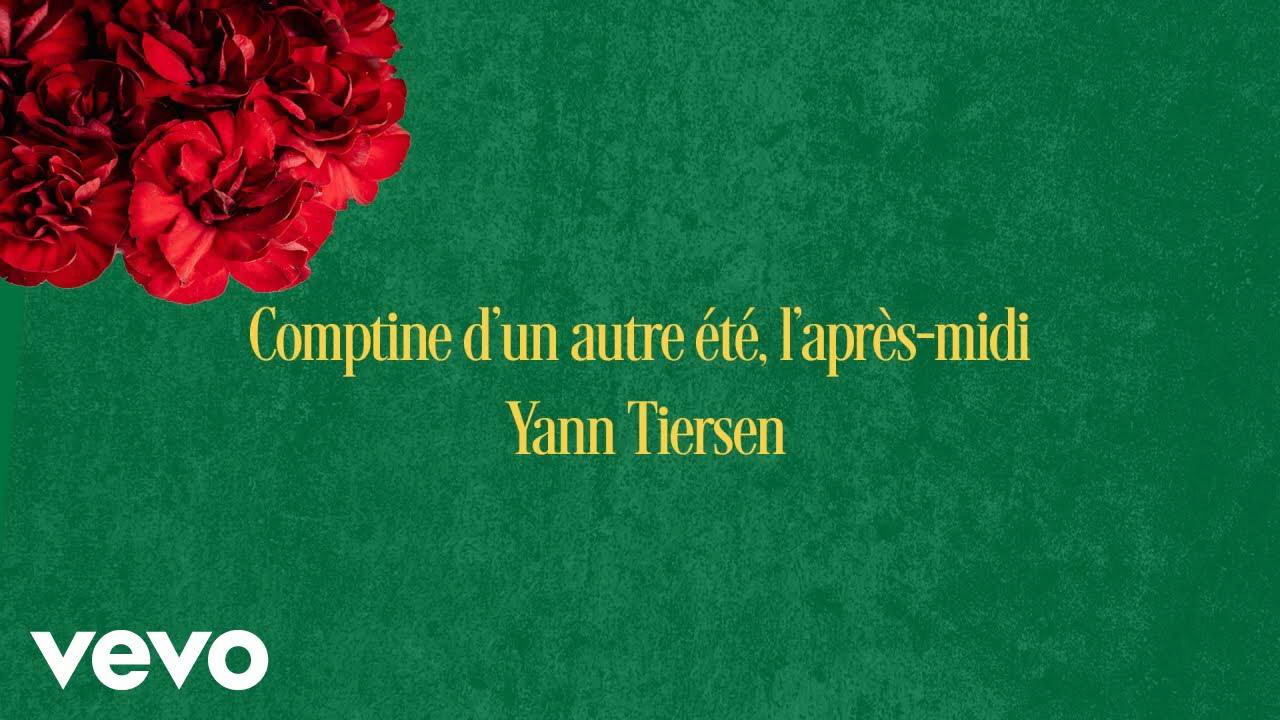 Comptine d’un autre été, l’après-midi
Yann Tiersen
vevo